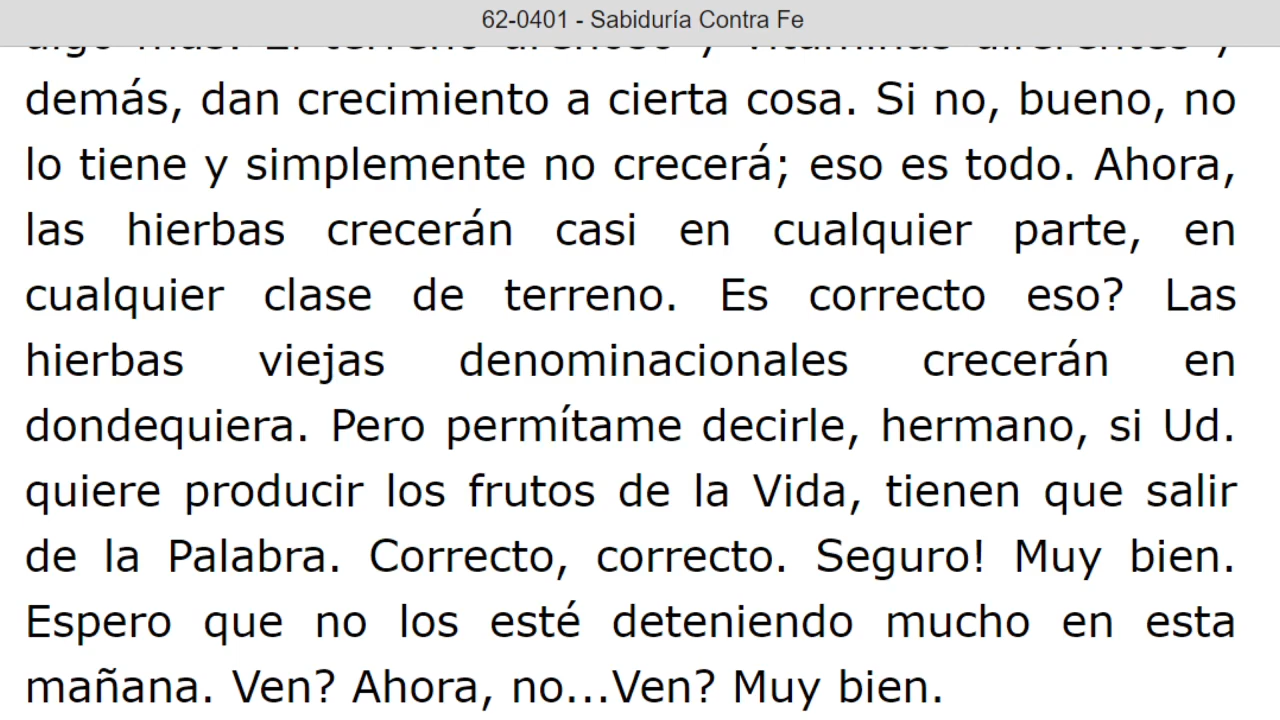 62-0401 - Sabiduría Contra Fe
demás, dan crecimiento a cierta cosa. Si no, bueno, no
lo tiene y simplemente no crecerá; eso es todo. Ahora,
las hierbas crecerán casi en cualquier parte, en
cualquier clase de terreno. Es correcto eso? Las
hierbas viejas denominacionales crecerán en
dondequiera. Pero permítame decirle, hermano, si Ud.
quiere producir los frutos de la Vida, tienen que salir
de la Palabra. Correcto, correcto. Seguro! Muy bien.
Espero que no los esté deteniendo mucho en esta
mañana. Ven? Ahora, no...Ven? Muy bien.